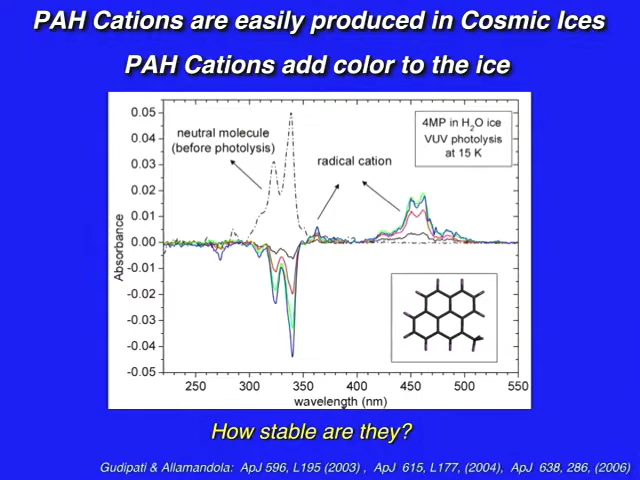 PAH Cations are easily produced in Cosmic Ices
PAH Cations add color to the ice
neutral molecule
(before photolysis)
radical cation
4MP in H₂O ice
VUV photolysis
at 15 K
Absorbance
0.05
0.04
0.03
0.02
0.01
0.00
-0.01
-0.02
-0.03
-0.04
-0.05
250 300 350 400 450 500 550
wavelength (nm)
How stable are they?
Gudipati & Allamandola: ApJ 596, L195 (2003) , ApJ 615, L177, (2004), ApJ 638, 286, (2006)